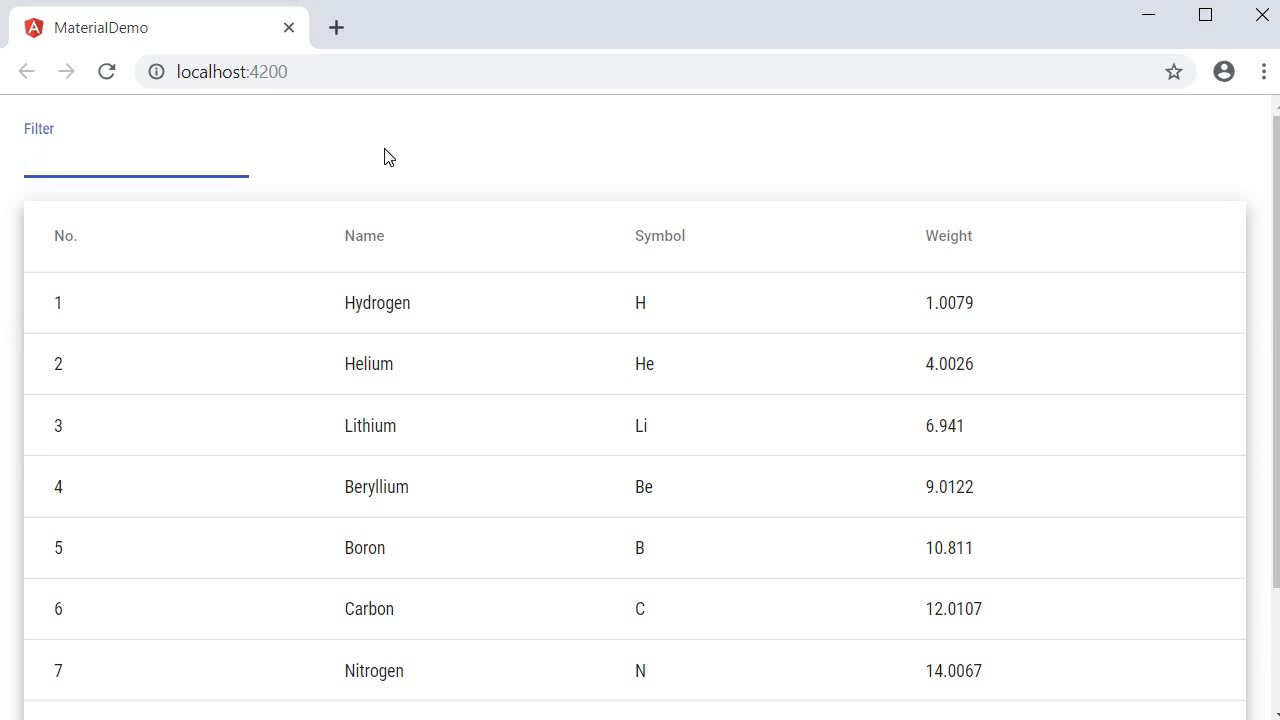 MaterialDemo
localhost:4200
Filter
No. Name Symbol Weight
1 Hydrogen H 1.0079
2 Helium He 4.0026
3 Lithium Li 6.941
4 Beryllium Be 9.0122
5 Boron B 10.811
6 Carbon C 12.0107
7 Nitrogen N 14.0067